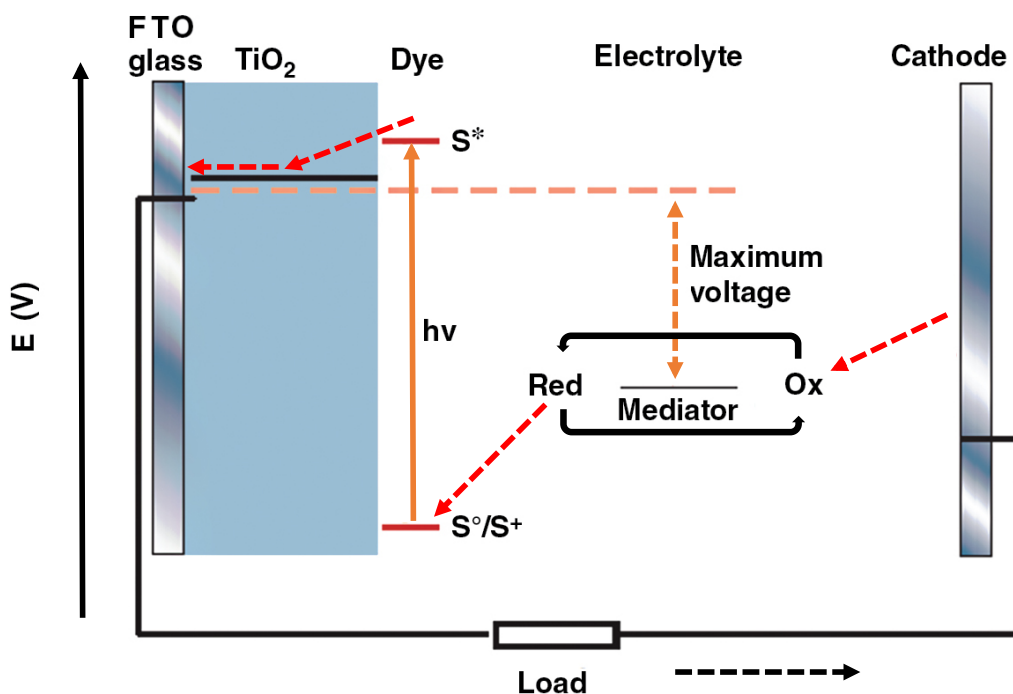 FTO
glass
TiO₂
Dye
Electrolyte
Cathode
S*
E (V)
Maximum
voltage
hv
Red
Ox
Mediator
S°/S⁺
Load